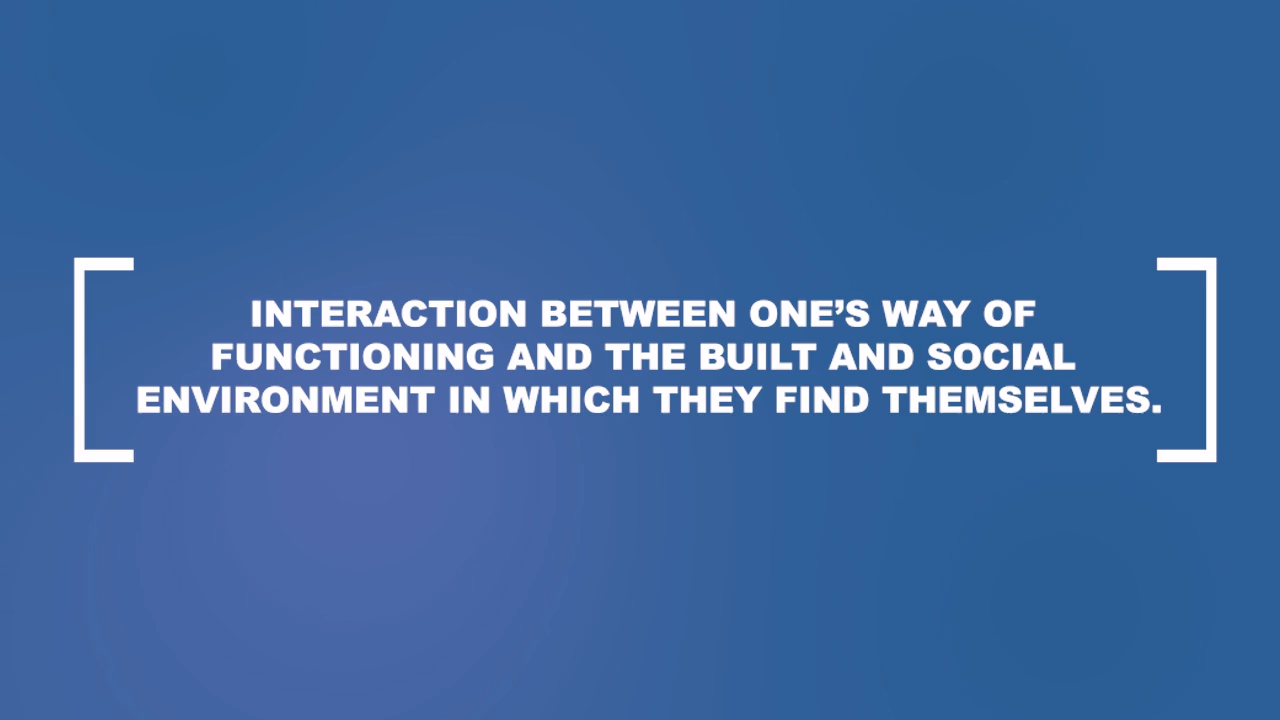 INTERACTION BETWEEN ONE’S WAY OF
FUNCTIONING AND THE BUILT AND SOCIAL
ENVIRONMENT IN WHICH THEY FIND THEMSELVES.